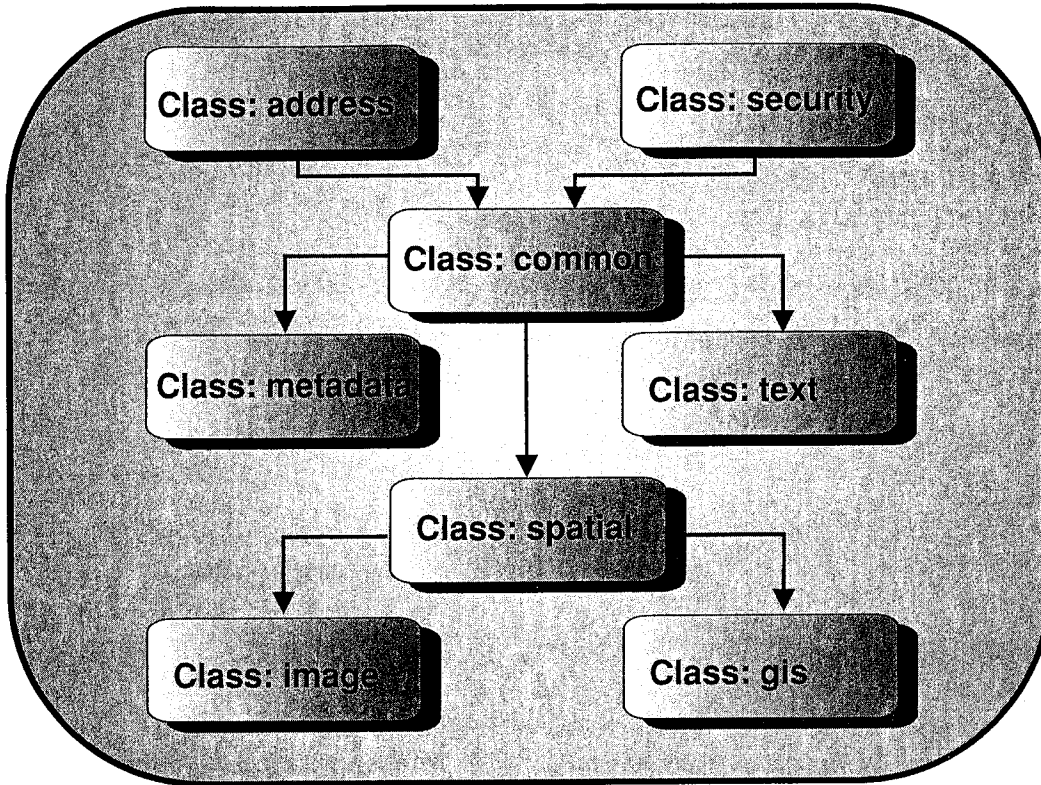 Class: address
Class: security
Class: common
Class: metadata
Class: text
Class: spatial
Class: image
Class: gis